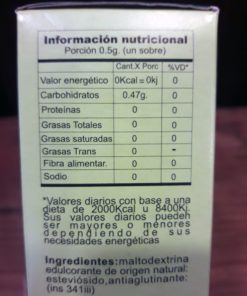 Información nutricional
Porción 0.5g. (un sobre)
Cant.X Porc %VD*
Valor energético 0Kcal=0kj 0
Carbohidratos 0.47g. 0
Proteínas 0 0
Grasas Totales 0 0
Grasas saturadas 0 0
Grasas Trans 0 -
Fibra alimentar. 0 0
Sodio 0 0
*Valores diarios con base a una
dieta de 2000Kcal u 8400Kj.
Sus valores diarios pueden
ser mayores o menores
dependiendo de sus
necesidades energéticas
Ingredientes:maltodextrina
edulcorante de origen natural:
esteviósido,antiaglutinante:
(ins 341iii)